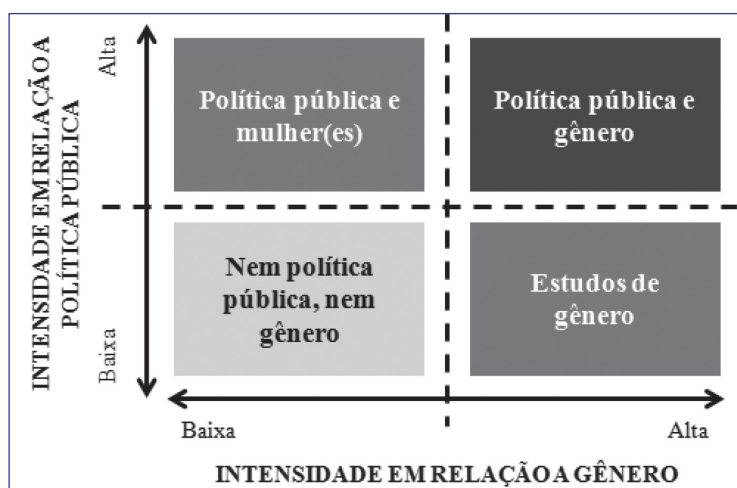 INTENSIDADE EM RELAÇÃO A
POLÍTICA PÚBLICA
Alta
Baixa
Política pública e
mulher(es)
Política pública e
gênero
Nem política
pública, nem
gênero
Estudos de
gênero
Baixa
Alta
INTENSIDADE EM RELAÇÃO A GÊNERO